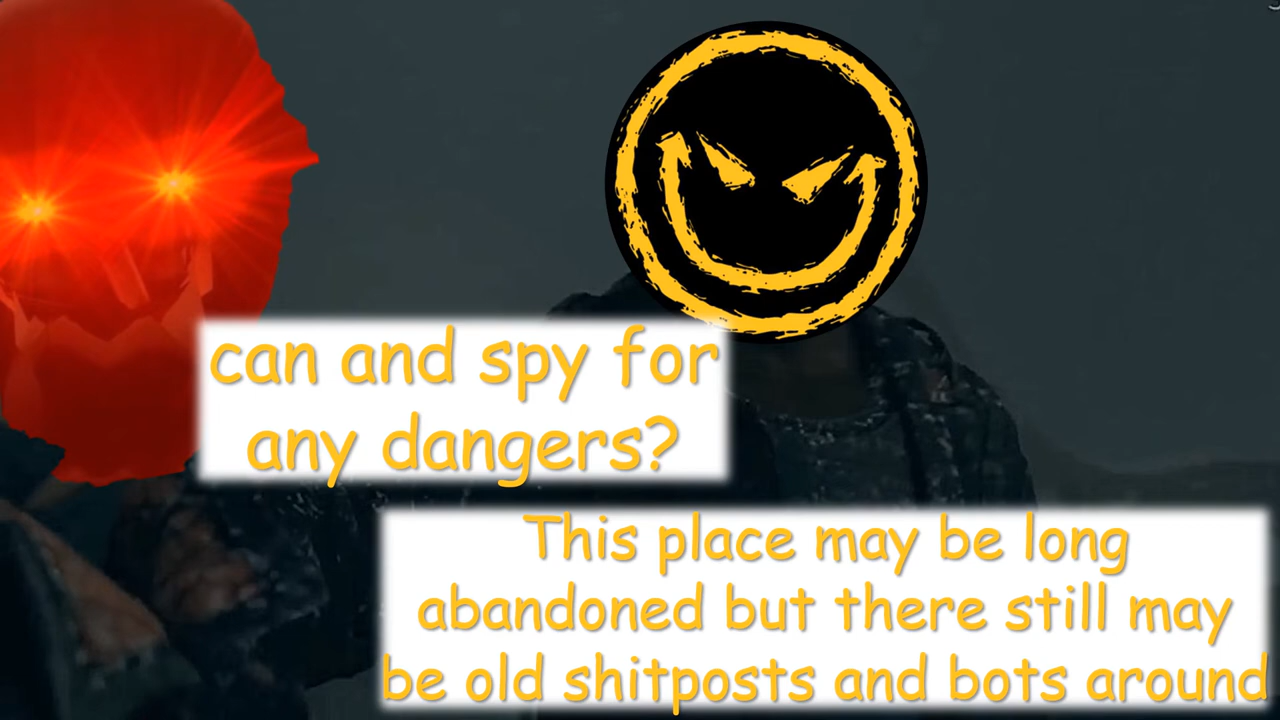 can and spy for
any dangers?
This place may be long
abandoned but there still may
be old shitposts and bots around